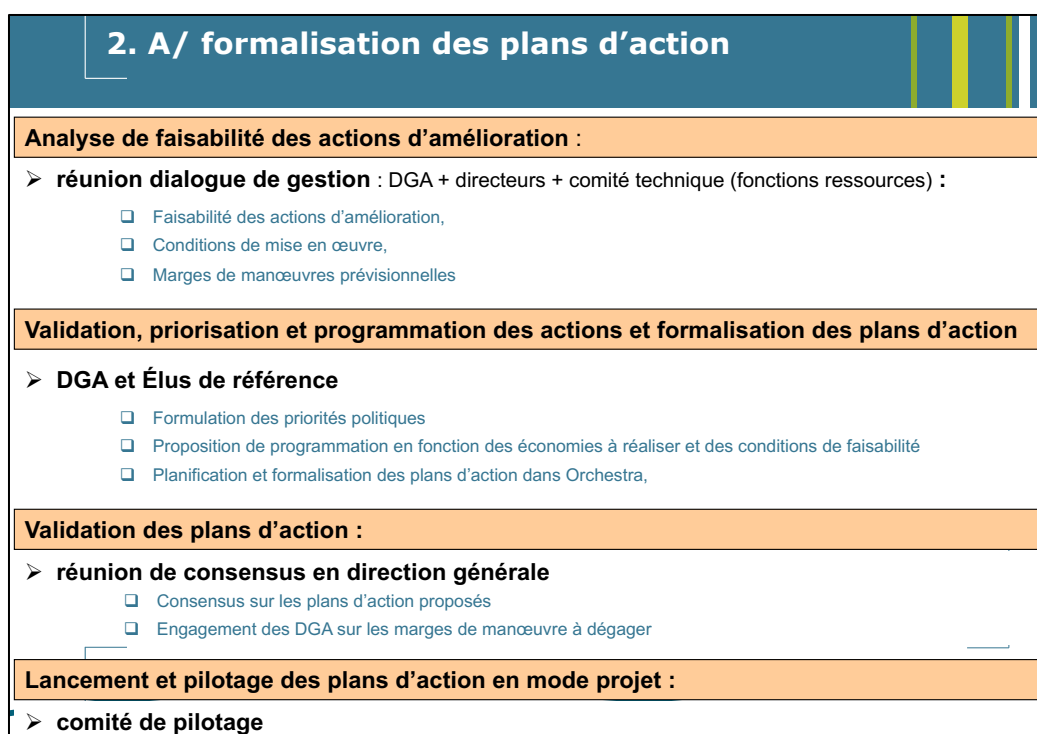 2. A/ formalisation des plans d’action
Analyse de faisabilité des actions d’amélioration :
➢ réunion dialogue de gestion : DGA + directeurs + comité technique (fonctions ressources) :
❑ Faisabilité des actions d’amélioration,
❑ Conditions de mise en œuvre,
❑ Marges de manœuvres prévisionnelles
Validation, priorisation et programmation des actions et formalisation des plans d’action
➢ DGA et Élus de référence
❑ Formulation des priorités politiques
❑ Proposition de programmation en fonction des économies à réaliser et des conditions de faisabilité
❑ Planification et formalisation des plans d’action dans Orchestra,
Validation des plans d’action :
➢ réunion de consensus en direction générale
❑ Consensus sur les plans d’action proposés
❑ Engagement des DGA sur les marges de manœuvre à dégager
Lancement et pilotage des plans d’action en mode projet :
➢ comité de pilotage